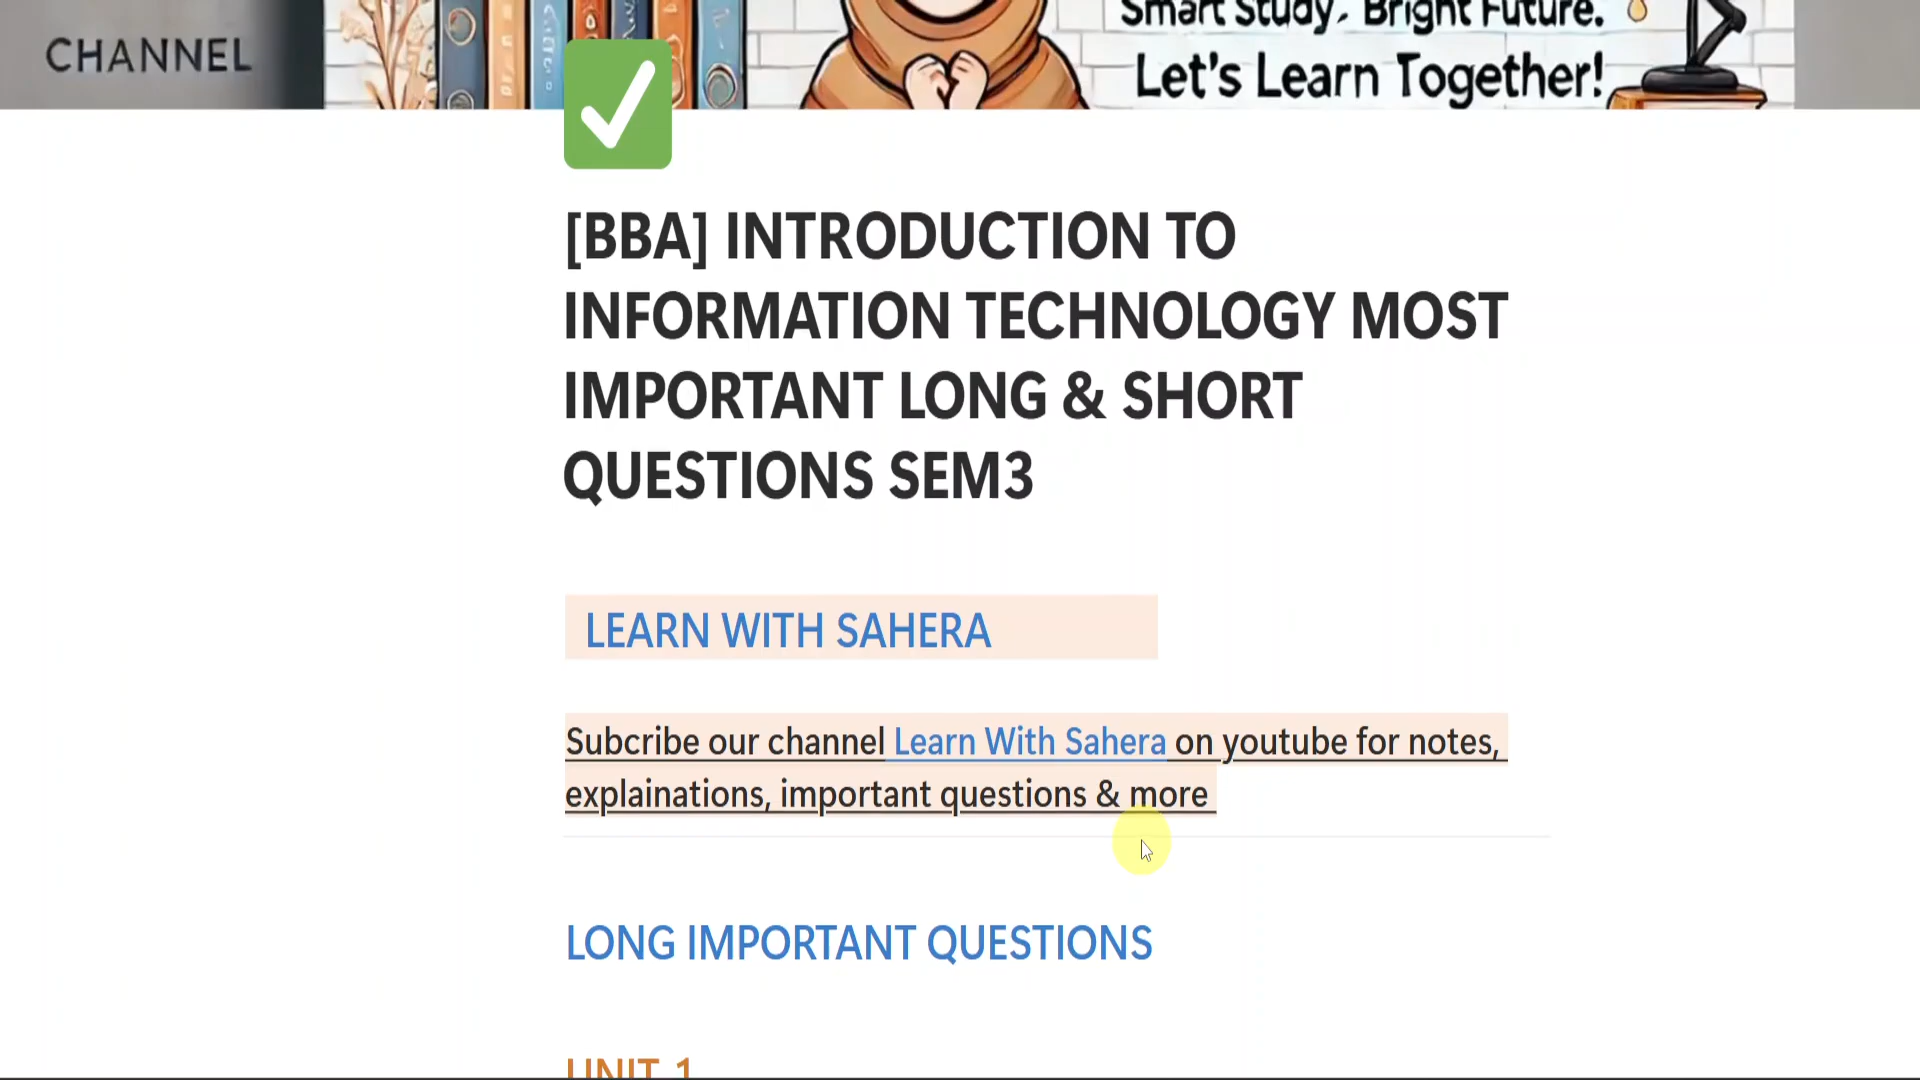 CHANNEL
Smart Study, Bright Future.
Let's Learn Together!
[BBA] INTRODUCTION TO
INFORMATION TECHNOLOGY MOST
IMPORTANT LONG & SHORT
QUESTIONS SEM3
LEARN WITH SAHERA
Subcribe our channel Learn With Sahera on youtube for notes,
explainations, important questions & more
LONG IMPORTANT QUESTIONS
UNIT 1